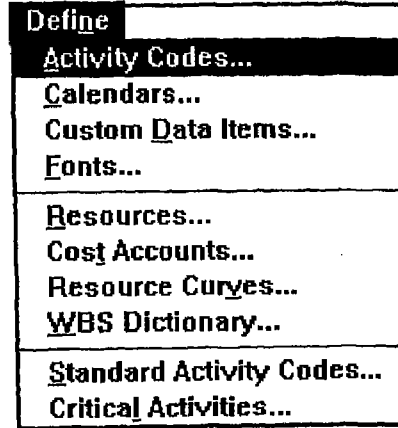 Define
Activity Codes...
Calendars...
Custom Data Items...
Fonts...
Resources...
Cost Accounts...
Resource Curves...
WBS Dictionary...
Standard Activity Codes...
Critical Activities...